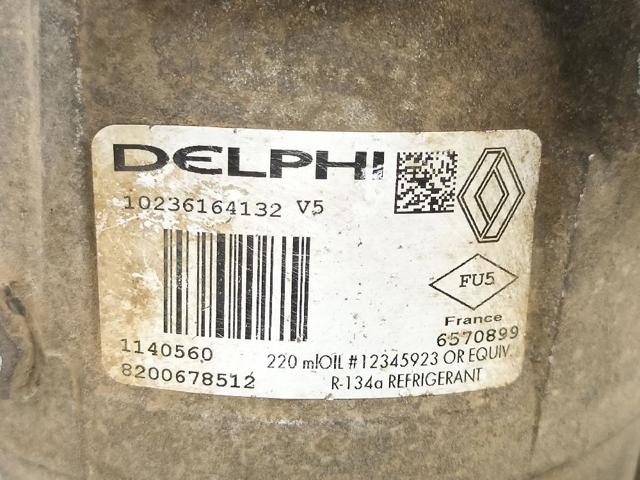 DELPHI
10236164132 V5
FU5
France
6570899
1140560
220 mlOIL #12345923 OR EQUIV.
8200678512
R-134a REFRIGERANT